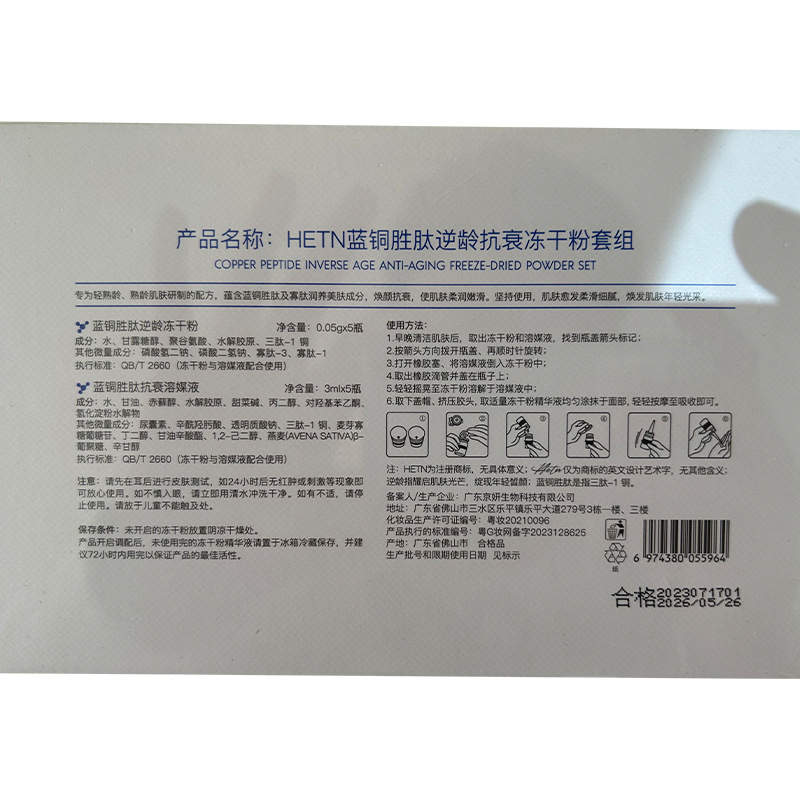 产品名称：HETN蓝铜胜肽逆龄抗衰冻干粉套组
COPPER PEPTIDE INVERSE AGE ANTI-AGING FREEZE-DRIED POWDER SET
专为轻熟龄、熟龄肌肤研制的配方，蕴含蓝铜胜肽及寡肽润养美肤成分，焕颜抗衰，使肌肤柔润嫩滑。坚持使用，肌肤愈发柔滑细腻，焕发肌肤年轻光采。
蓝铜胜肽逆龄冻干粉 净含量：0.05gx5瓶
成分：水、甘露糖醇、聚谷氨酸、水解胶原、三肽-1 铜
其他微量成分：磷酸氢二钠、磷酸二氢钠、寡肽-3、寡肽-1
执行标准：QB/T 2660（冻干粉与溶媒液配合使用）
蓝铜胜肽抗衰溶媒液 净含量：3mlx5瓶
成分：水、甘油、赤藓醇、水解胶原、甜菜碱、丙二醇、对羟基苯乙酮、
氢化淀粉水解物
其他微量成分：尿囊素、辛酰羟肟酸、透明质酸钠、三肽-1 铜、麦芽寡
糖葡糖苷、丁二醇、甘油辛酸酯、1,2-己二醇、燕麦(AVENA SATIVA)β-
葡聚糖、辛甘醇
执行标准：QB/T 2660（冻干粉与溶媒液配合使用）
注意：请先在耳后进行皮肤测试，如24小时后无红肿或刺激等现象即
可放心使用。如不慎入眼，请立即用清水冲洗干净。如有不适，请停
止使用。请放于儿童不能触及处。
保存条件：未开启的冻干粉放置阴凉干燥处。
产品开启调配后，未使用完的冻干粉精华液请置于冰箱冷藏保存，并建
议72小时内用完以保证产品的最佳活性。
使用方法：
1.早晚清洁肌肤后，取出冻干粉和溶媒液，找到瓶盖箭头标记；
2.按箭头方向拨开瓶盖、再顺时针旋转；
3.打开橡胶塞、将溶媒液倒入冻干粉中；
4.取出橡胶滴管并盖在瓶子上；
5.轻轻摇晃至冻干粉溶解于溶媒液中；
6.取下盖帽、挤压胶头、取适量冻干粉精华液均匀涂抹于面部，轻轻按摩至吸收即可。
① ② ③ ④ ⑤ ⑥
注：HETN为注册商标，无具体意义；Hetn 仅为商标的英文设计艺术字，无其他含义；
逆龄指耀启肌肤光芒，绽现年轻皙颜；蓝铜胜肽是指三肽-1 铜。
备案人/生产企业：广东京妍生物科技有限公司
地址：广东省佛山市三水区乐平镇乐平大道279号3栋一楼、三楼
化妆品生产许可证编号：粤妆20210096
产品执行的标准编号：粤G妆网备字2023128625
产地：广东省佛山市 合格品
生产批号和限期使用日期 见标示
纸
6 974380 055964
合格2023071701
2026/05/26